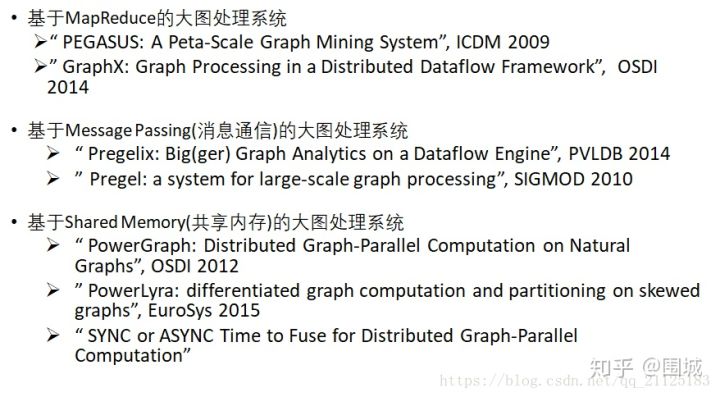 • 基于MapReduce的大图处理系统
➢“ PEGASUS: A Peta-Scale Graph Mining System”, ICDM 2009
➢” GraphX: Graph Processing in a Distributed Dataflow Framework”, OSDI
2014
• 基于Message Passing(消息通信)的大图处理系统
➢ “ Pregelix: Big(ger) Graph Analytics on a Dataflow Engine”, PVLDB 2014
➢ ” Pregel: a system for large-scale graph processing”, SIGMOD 2010
• 基于Shared Memory(共享内存)的大图处理系统
➢ “ PowerGraph: Distributed Graph-Parallel Computation on Natural
Graphs”, OSDI 2012
➢ ” PowerLyra: differentiated graph computation and partitioning on skewed
graphs”, EuroSys 2015
➢ “ SYNC or ASYNC Time to Fuse for Distributed Graph-Parallel
Computation”
知乎 @围城
https://blog.csdn.net/qq_21125183